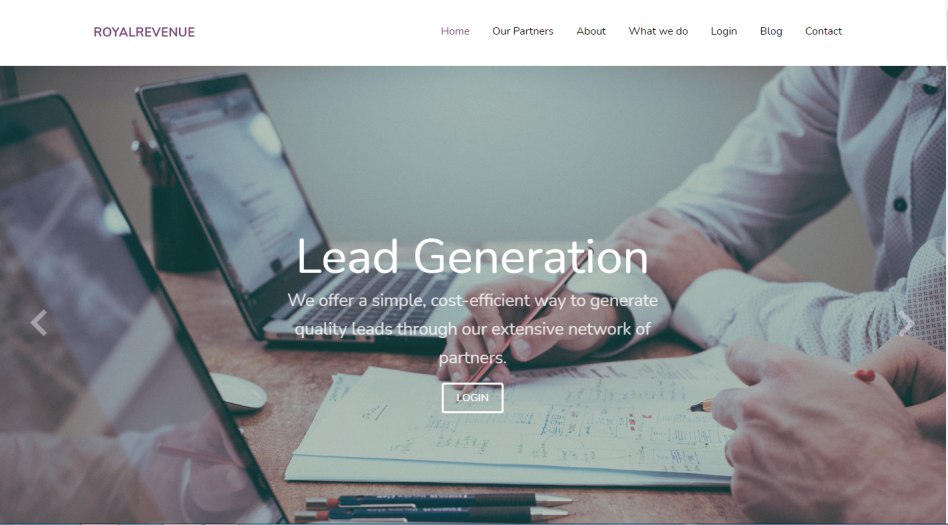 ROYALREVENUE
Home Our Partners About What we do Login Blog Contact
Lead Generation
We offer a simple, cost-efficient way to generate
quality leads through our extensive network of
partners.
LOGIN